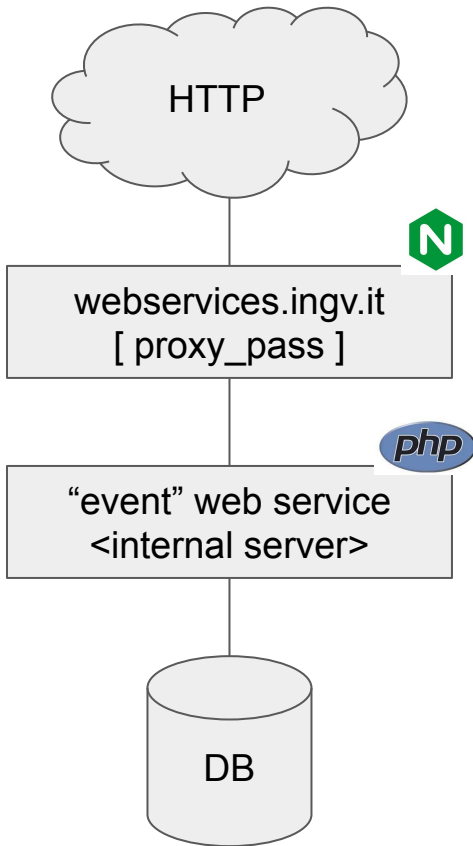 HTTP
N
webservices.ingv.it
[ proxy_pass ]
php
“event” web service
<internal server>
DB